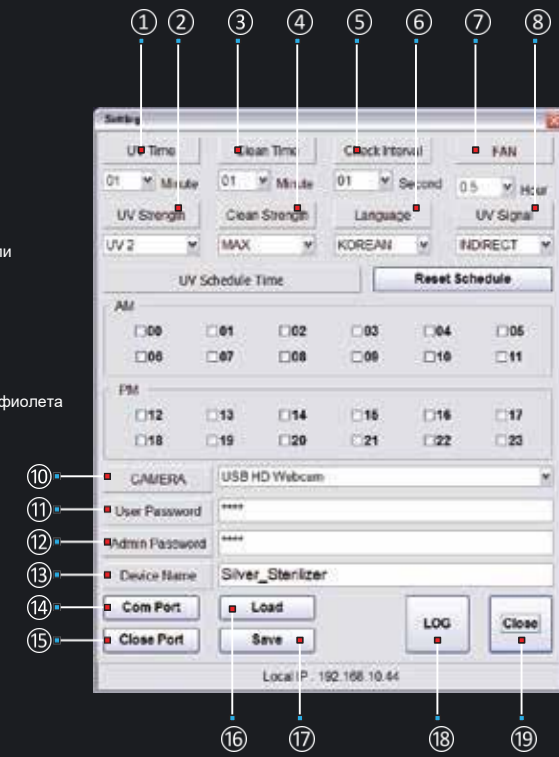 ① ② ③ ④ ⑤ ⑥ ⑦ ⑧
Setting
UV Time Clean Time Check Interval FAN
01 Minute 01 Minute 01 Second 0.5 Hour
UV Strength Clean Strength Language UV Signal
ли
UV 2 MAX KOREAN INDIRECT
UV Schedule Time Reset Schedule
AM
00 01 02 03 04 05
06 07 08 09 10 11
PM
фиолета
12 13 14 15 16 17
18 19 20 21 22 23
⑩ CAMERA USB HD Webcam
⑪ User Password ****
⑫ Admin Password ****
⑬ Device Name Silver_Sterilizer
⑭ Com Port Load LOG Close
⑮ Close Port Save
Local IP : 192.168.10.44
⑯ ⑰ ⑱ ⑲